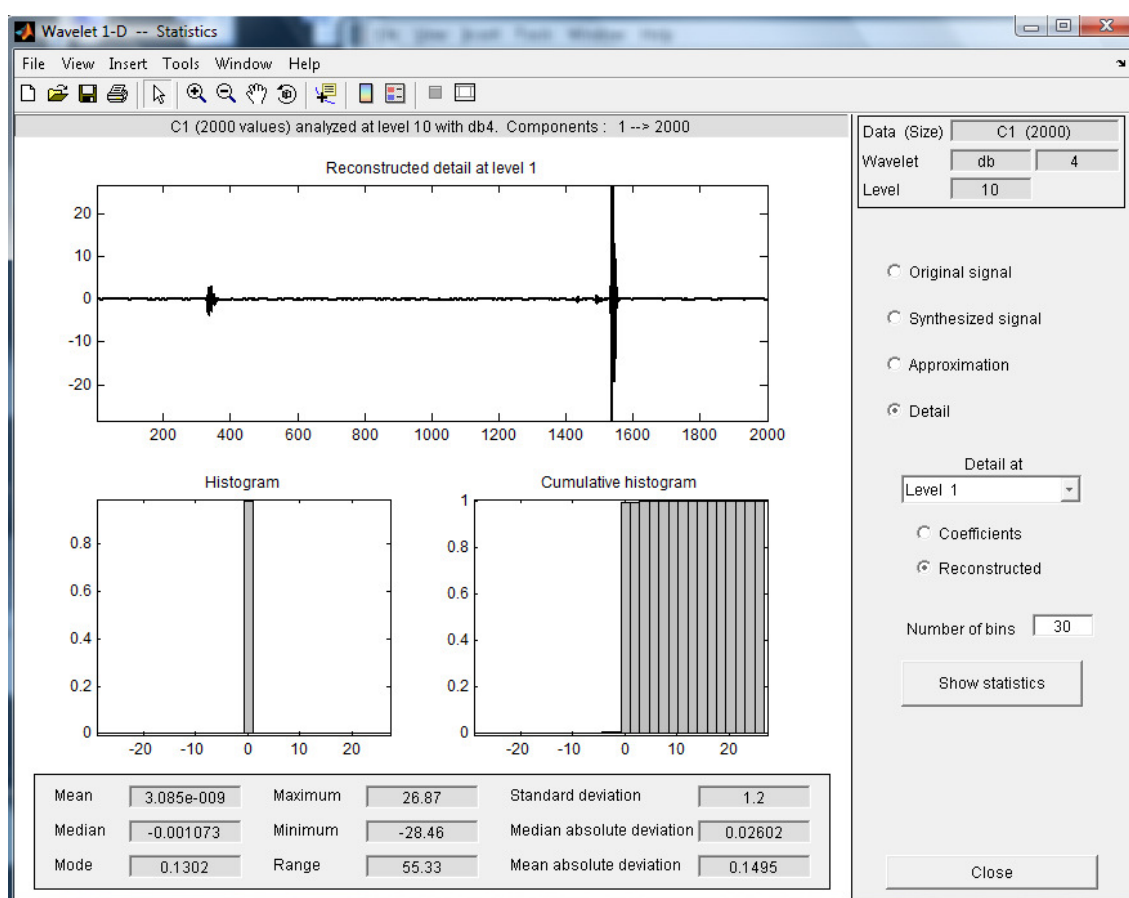 Wavelet 1-D -- Statistics
File View Insert Tools Window Help
C1 (2000 values) analyzed at level 10 with db4. Components : 1 --> 2000
Reconstructed detail at level 1
20
10
0
-10
-20
200 400 600 800 1000 1200 1400 1600 1800 2000
Histogram
0.8
0.6
0.4
0.2
0
-20 -10 0 10 20
Cumulative histogram
1
0.8
0.6
0.4
0.2
0
-20 -10 0 10 20
Mean 3.085e-009 Maximum 26.87 Standard deviation 1.2
Median -0.001073 Minimum -28.46 Median absolute deviation 0.02602
Mode 0.1302 Range 55.33 Mean absolute deviation 0.1495
Data (Size) C1 (2000)
Wavelet db 4
Level 10
Original signal
Synthesized signal
Approximation
Detail
Detail at
Level 1
Coefficients
Reconstructed
Number of bins 30
Show statistics
Close